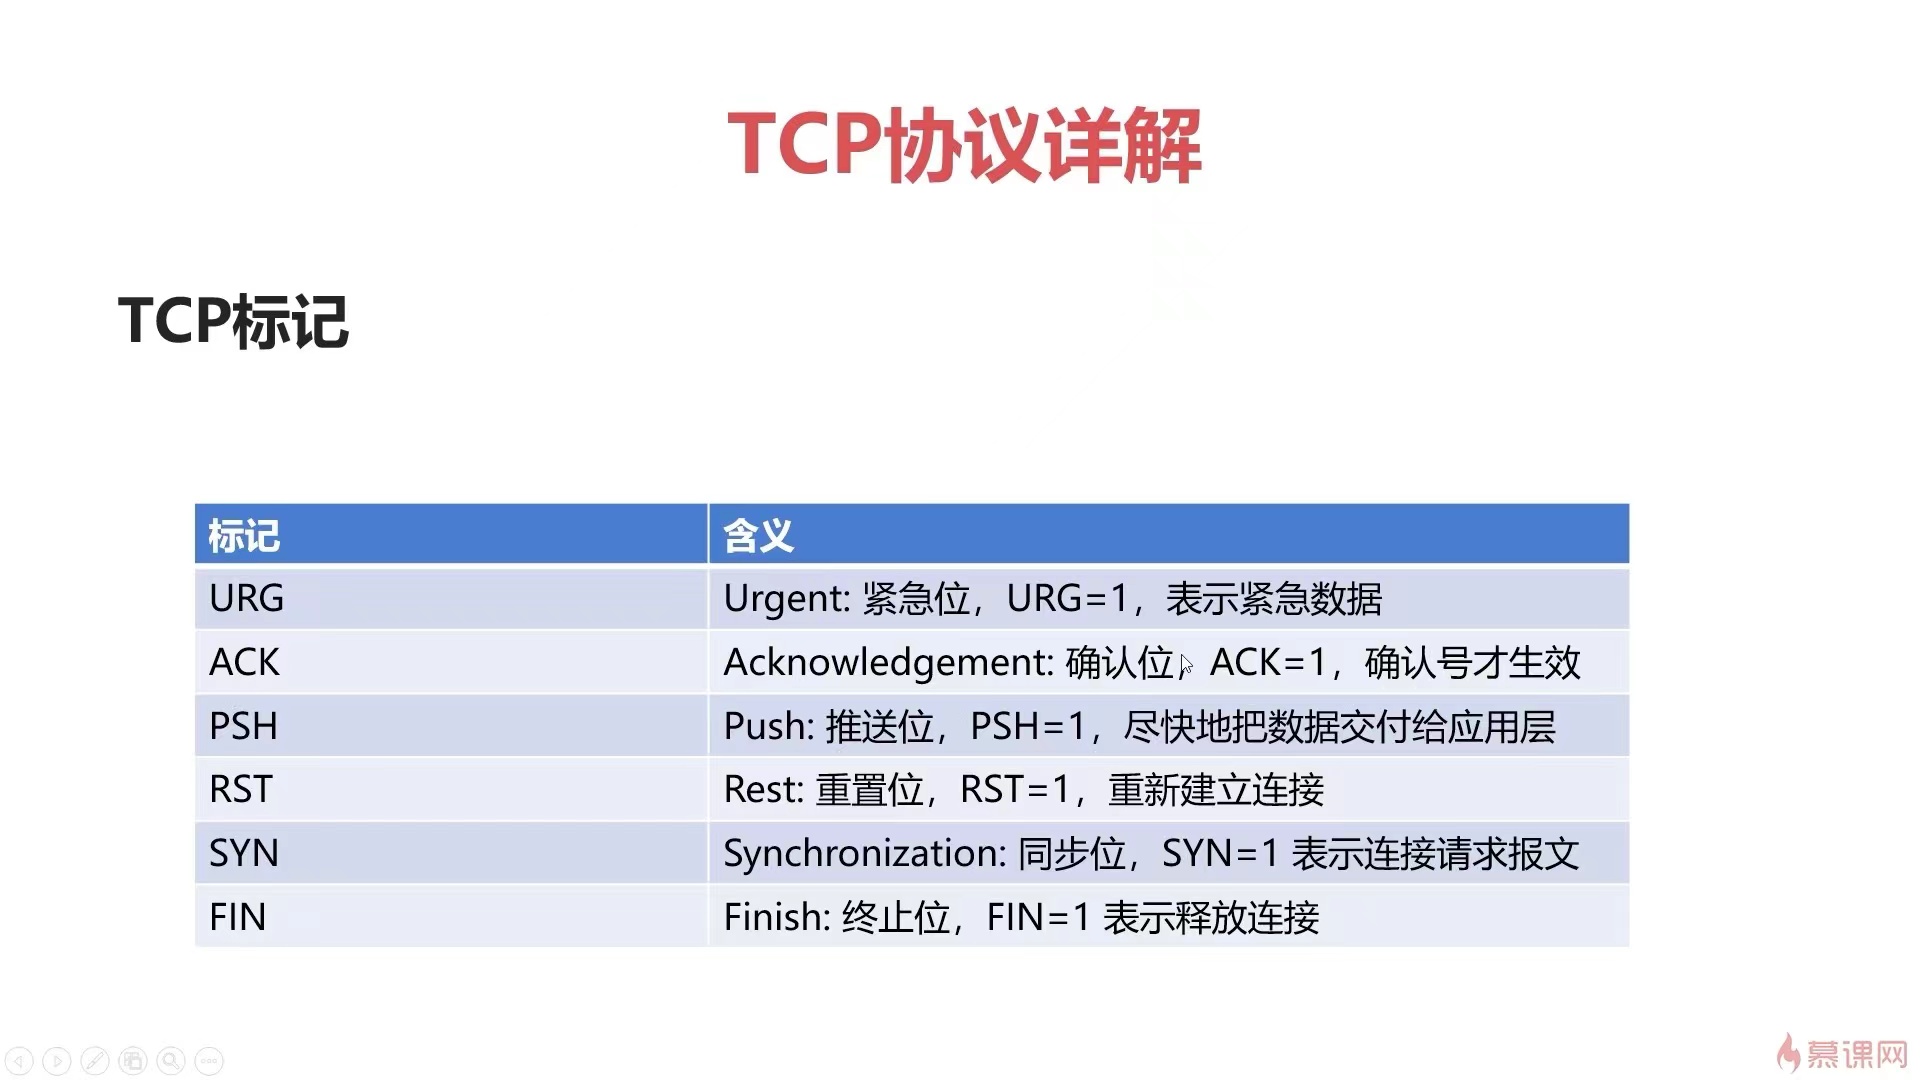 TCP协议详解
TCP标记
标记 含义
URG Urgent: 紧急位，URG=1，表示紧急数据
ACK Acknowledgement: 确认位，ACK=1，确认号才生效
PSH Push: 推送位，PSH=1，尽快地把数据交付给应用层
RST Rest: 重置位，RST=1，重新建立连接
SYN Synchronization: 同步位，SYN=1 表示连接请求报文
FIN Finish: 终止位，FIN=1 表示释放连接
慕课网